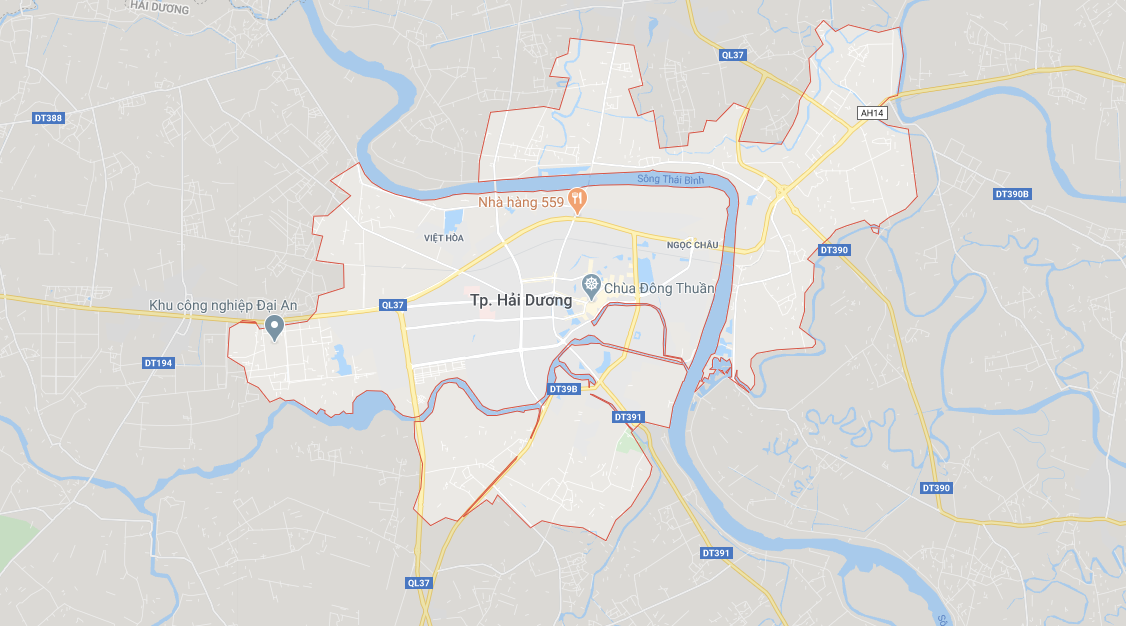 HẢI DƯƠNG
QL37
DT388
AH14
Sông Thái Bình
DT390B
Nhà hàng 559
VIỆT HÒA
NGỌC CHÂU
DT390
Chùa Đông Thuần
Tp. Hải Dương
Khu công nghiệp Đại An
QL37
DT194
DT39B
DT391
DT390
DT391
QL37